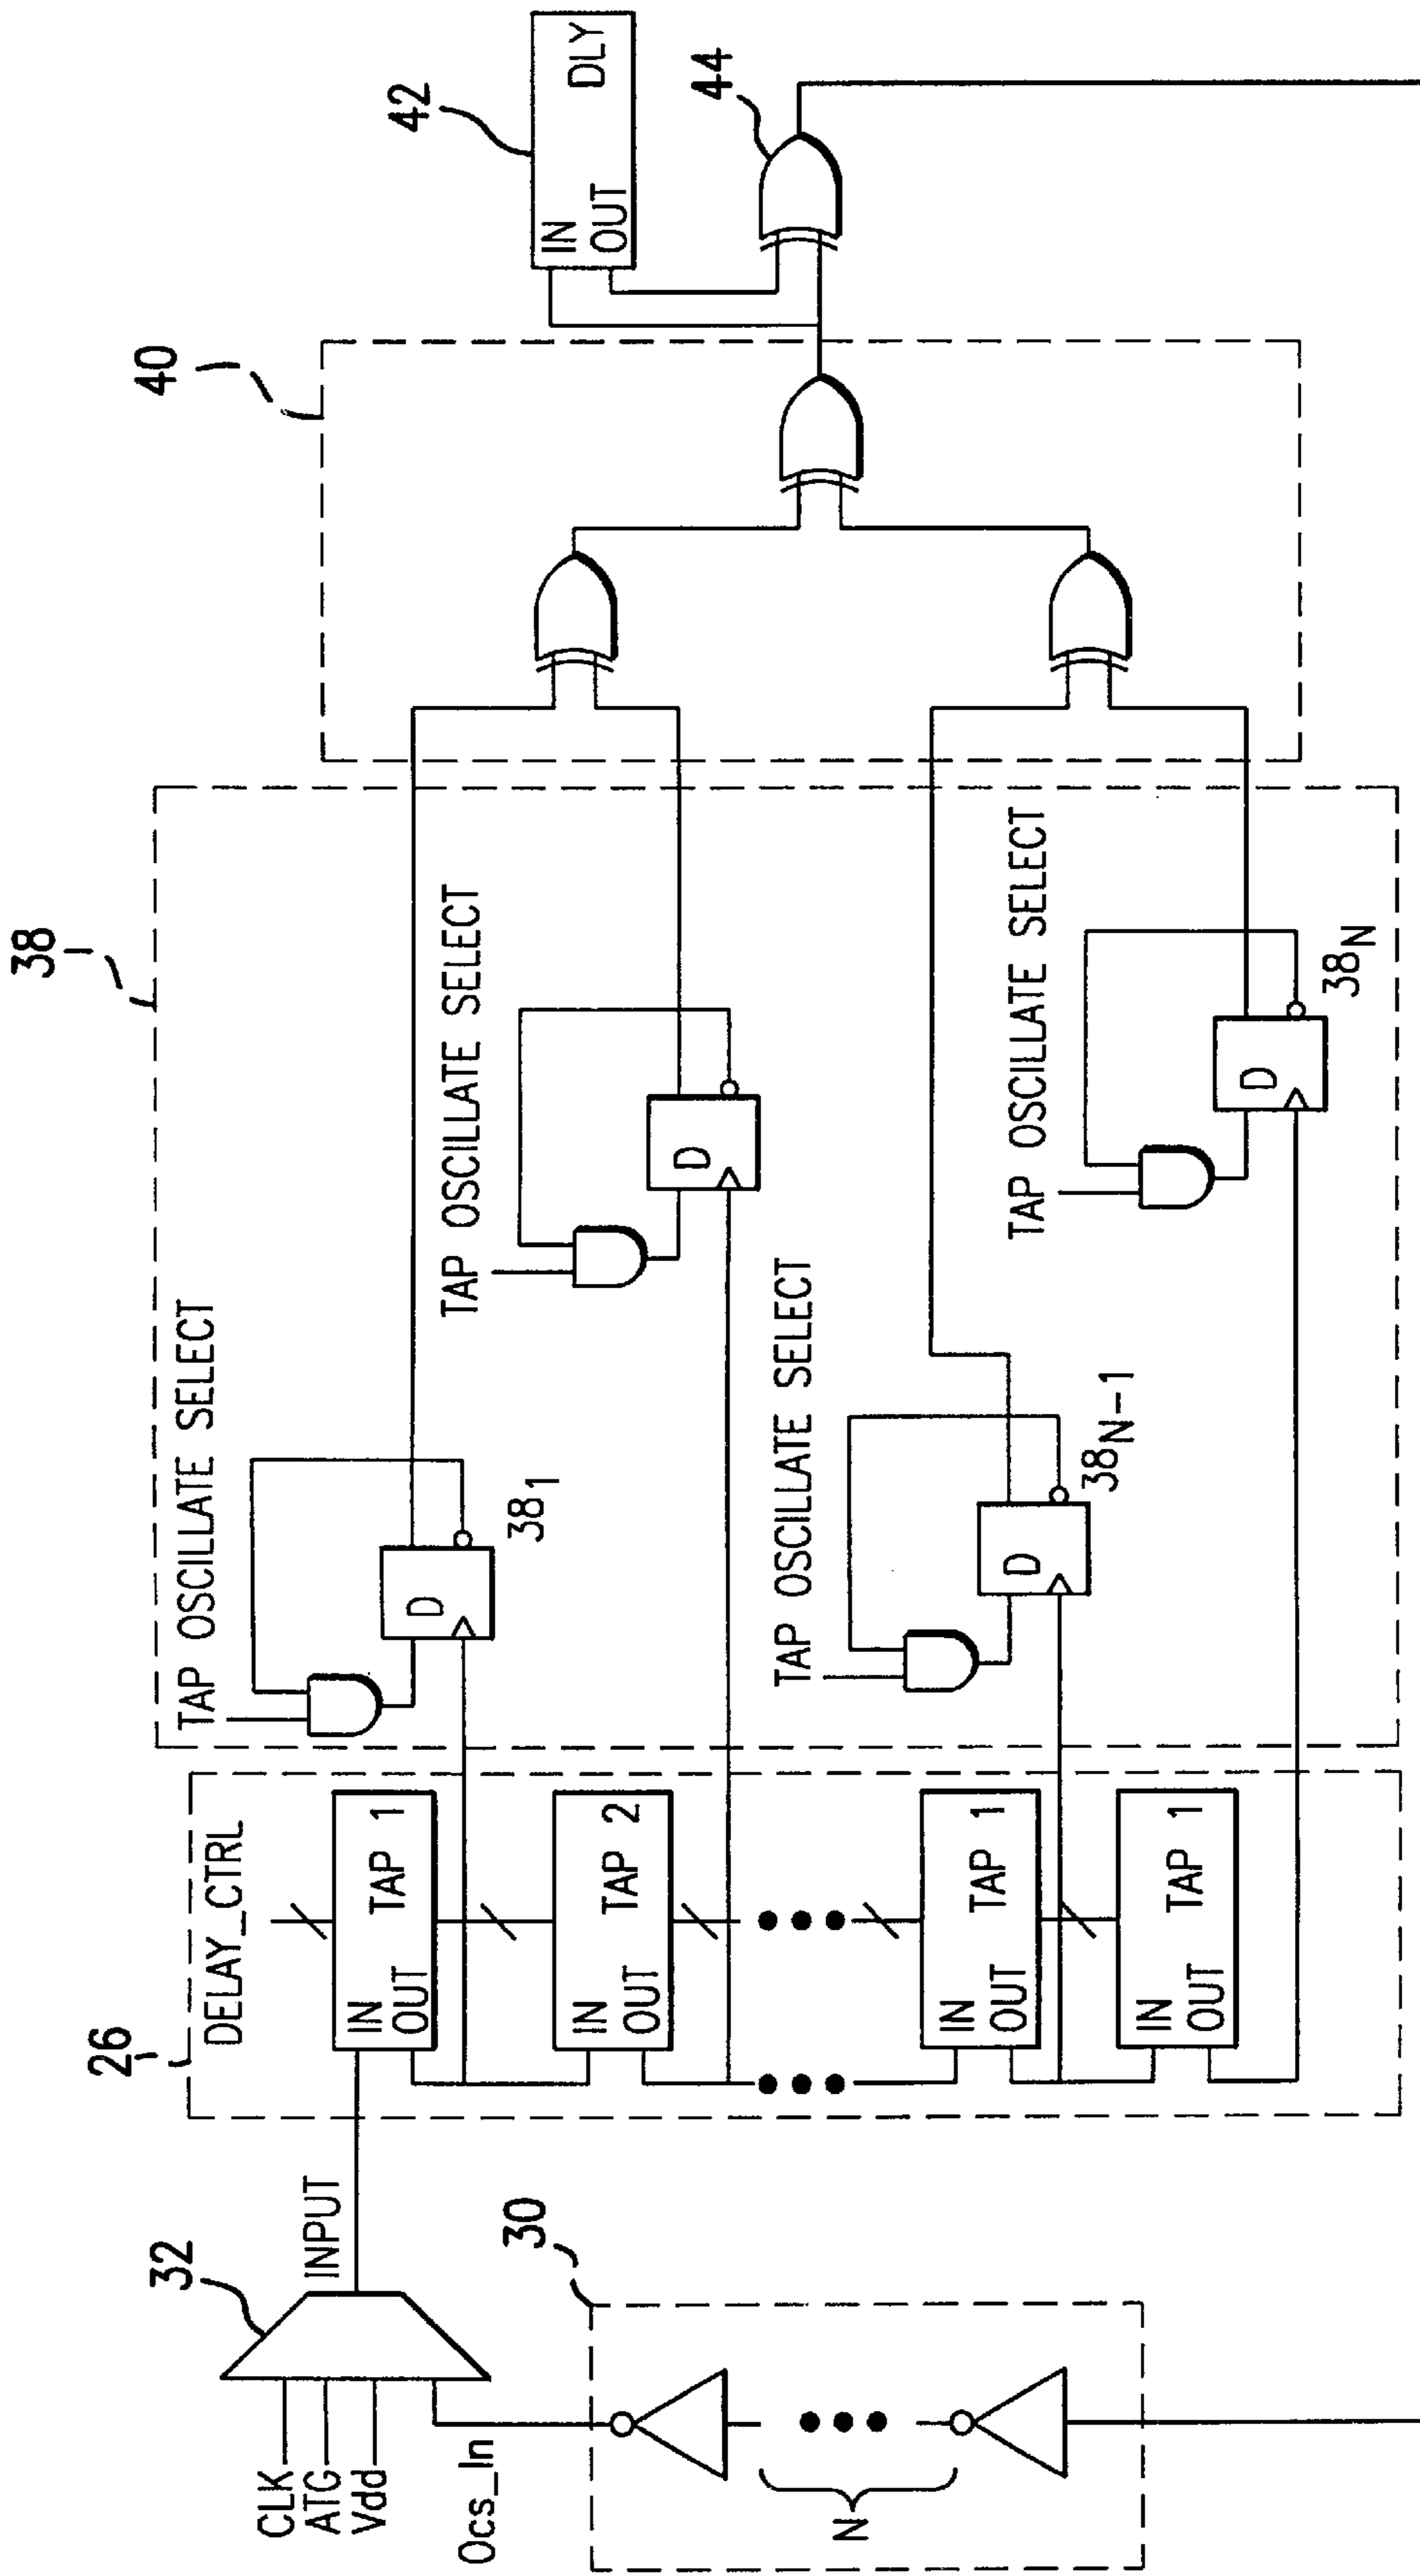 32
CLK
ATG
Vdd
Ocs_In
INPUT
30
N
26
DELAY_CTRL
IN
OUT
TAP 1
IN
OUT
TAP 2
IN
OUT
TAP 1
IN
OUT
TAP 1
38
TAP OSCILLATE SELECT
D
38₁
TAP OSCILLATE SELECT
D
TAP OSCILLATE SELECT
D
38N-1
TAP OSCILLATE SELECT
D
38N
40
42
IN
OUT
DLY
44